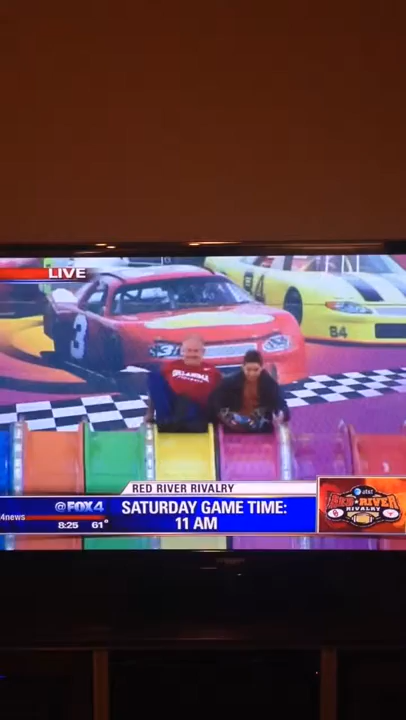 LIVE
3
84
OKLAHOMA
RED RIVER RIVALRY
4news
@FOX4
8:25 61°
SATURDAY GAME TIME:
11 AM
at&t
RED RIVER
RIVALRY